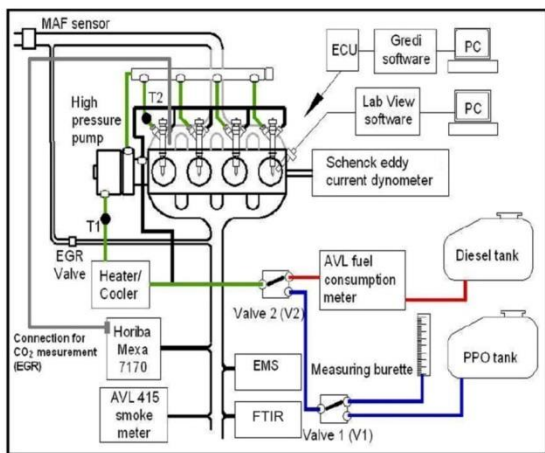 MAF sensor
ECU
Gredi
software
PC
High
pressure
pump
T2
Lab View
software
PC
Schenck eddy
current dynometer
T1
EGR
Valve
Heater/
Cooler
AVL fuel
consumption
meter
Diesel tank
Valve 2 (V2)
Connection for
CO2 mesurement
(EGR)
Horiba
Mexa
7170
Measuring burette
PPO tank
EMS
AVL 415
smoke
meter
FTIR
Valve 1 (V1)